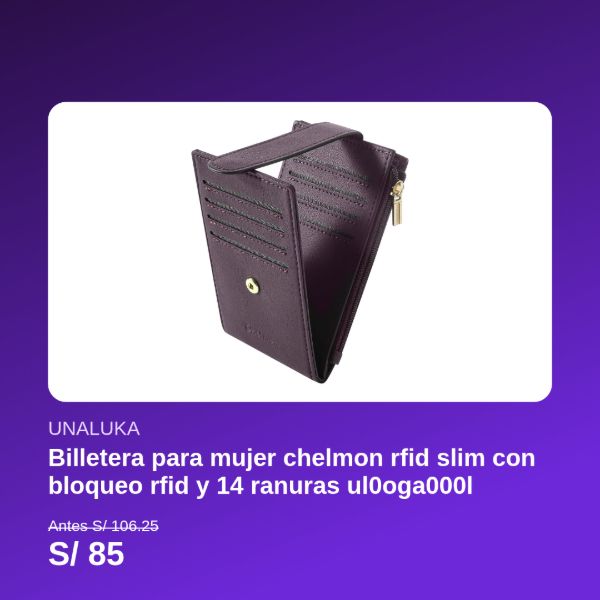 UNALUKA
Billetera para mujer chelmon rfid slim con
bloqueo rfid y 14 ranuras ul0oga000l
Antes S/ 106.25
S/ 85